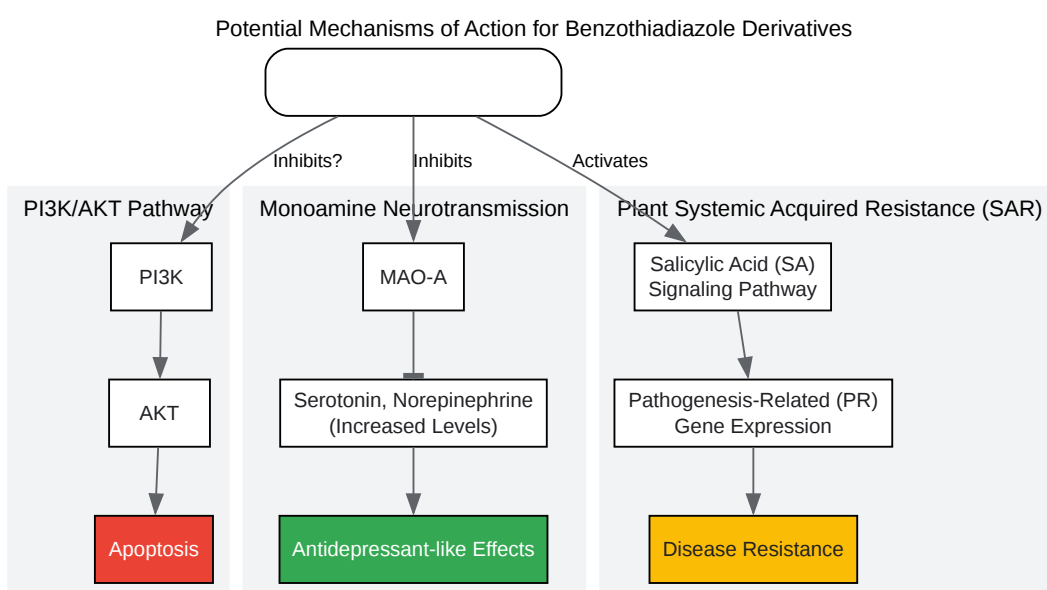 Potential Mechanisms of Action for Benzothiadiazole Derivatives
Inhibits?
Inhibits
Activates
PI3K/AKT Pathway
Monoamine Neurotransmission
Plant Systemic Acquired Resistance (SAR)
PI3K
MAO-A
Salicylic Acid (SA)
Signaling Pathway
AKT
Serotonin, Norepinephrine
(Increased Levels)
Pathogenesis-Related (PR)
Gene Expression
Apoptosis
Antidepressant-like Effects
Disease Resistance